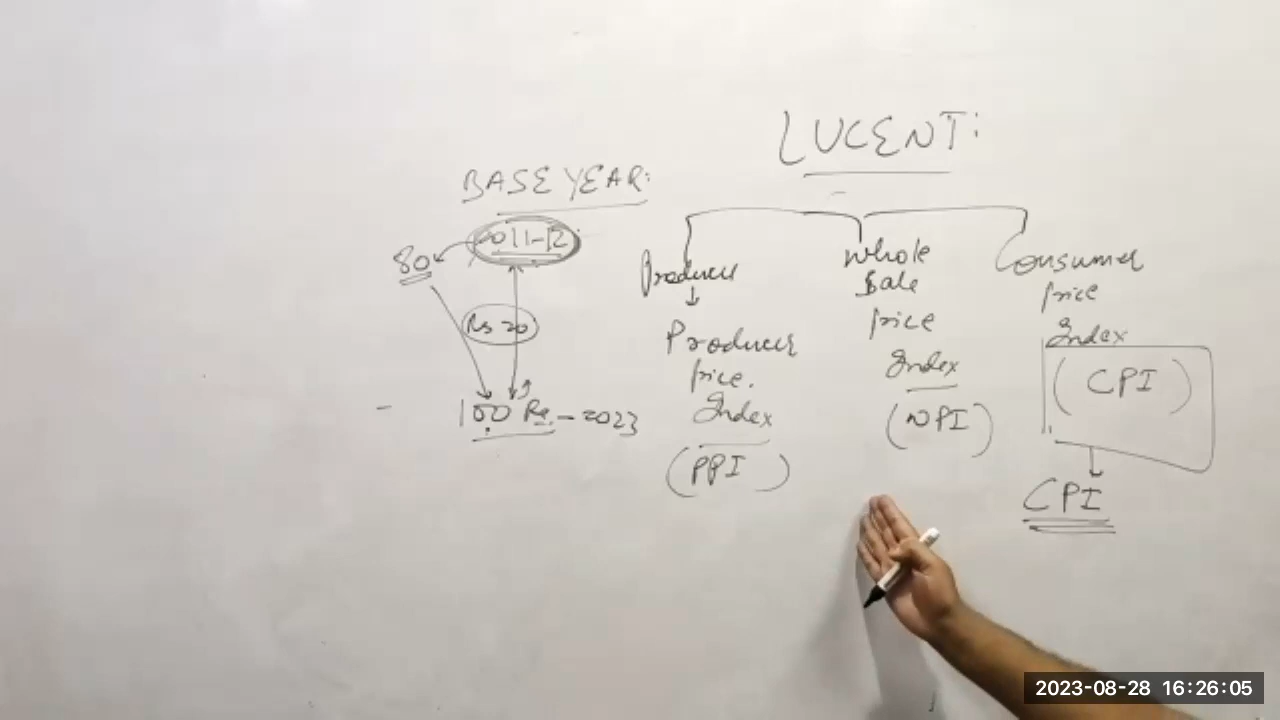 LUCENT:
BASE YEAR:
2011-12
80
Rs 20
100 Rs. - 2023
Producer
Producer
price.
Index
(PPI)
Whole
Sale
price
Index
(WPI)
Consumer
price
Index
(CPI)
CPI
2023-08-28 16:26:05